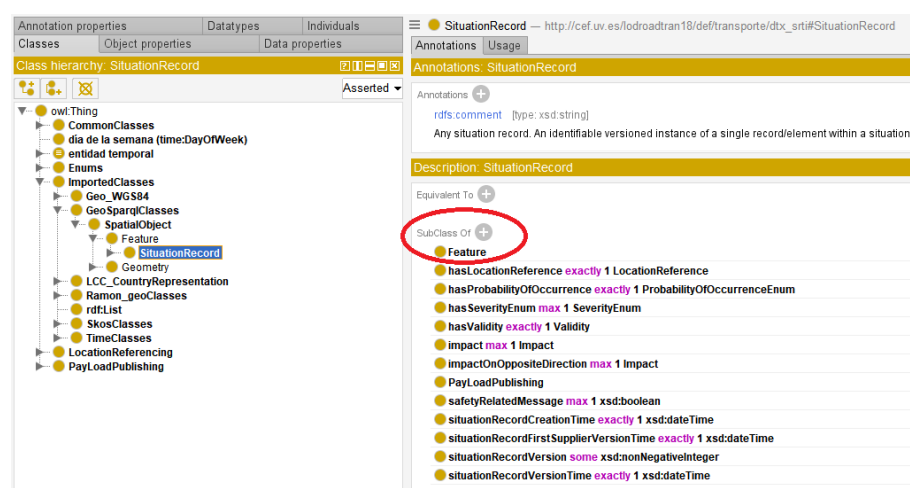 Annotation properties Datatypes Individuals
Classes Object properties Data properties
Class hierarchy: SituationRecord
Asserted
owl:Thing
CommonClasses
dia de la semana (time:DayOfWeek)
entidad temporal
Enums
ImportedClasses
Geo_WGS84
GeoSparqlClasses
SpatialObject
Feature
SituationRecord
Geometry
LCC_CountryRepresentation
Ramon_geoClasses
rdf:List
SkosClasses
TimeClasses
LocationReferencing
PayLoadPublishing
SituationRecord — http://cef.uv.es/lodroadtran18/def/transporte/dtx_srti#SituationRecord
Annotations Usage
Annotations: SituationRecord
Annotations
rdfs:comment [type: xsd:string]
Any situation record. An identifiable versioned instance of a single record/element within a situation
Description: SituationRecord
Equivalent To
SubClass Of
Feature
hasLocationReference exactly 1 LocationReference
hasProbabilityOfOccurrence exactly 1 ProbabilityOfOccurrenceEnum
hasSeverityEnum max 1 SeverityEnum
hasValidity exactly 1 Validity
impact max 1 Impact
impactOnOppositeDirection max 1 Impact
PayLoadPublishing
safetyRelatedMessage max 1 xsd:boolean
situationRecordCreationTime exactly 1 xsd:dateTime
situationRecordFirstSupplierVersionTime exactly 1 xsd:dateTime
situationRecordVersion some xsd:nonNegativeInteger
situationRecordVersionTime exactly 1 xsd:dateTime